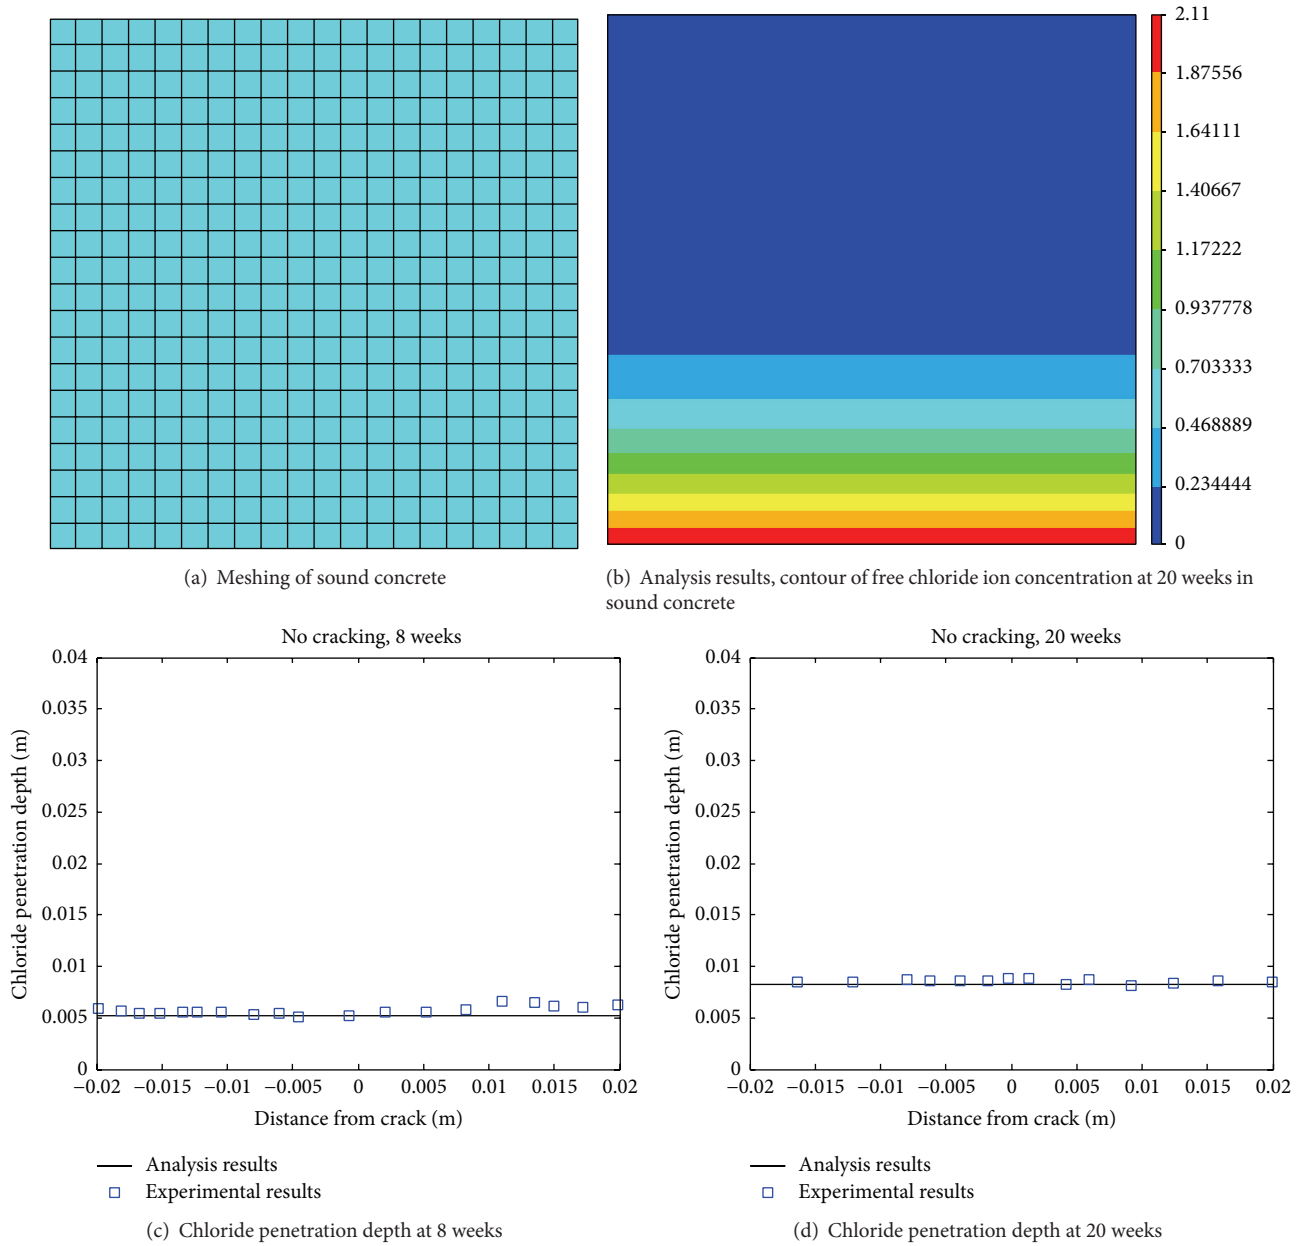 2.11
1.87556
1.64111
1.40667
1.17222
0.937778
0.703333
0.468889
0.234444
0
(a) Meshing of sound concrete
(b) Analysis results, contour of free chloride ion concentration at 20 weeks in
sound concrete
No cracking, 8 weeks
0.04
0.035
0.03
0.025
0.02
0.015
0.01
0.005
0
Chloride penetration depth (m)
−0.02 −0.015 −0.01 −0.005 0 0.005 0.01 0.015 0.02
Distance from crack (m)
Analysis results
Experimental results
(c) Chloride penetration depth at 8 weeks
No cracking, 20 weeks
0.04
0.035
0.03
0.025
0.02
0.015
0.01
0.005
0
Chloride penetration depth (m)
−0.02 −0.015 −0.01 −0.005 0 0.005 0.01 0.015 0.02
Distance from crack (m)
Analysis results
Experimental results
(d) Chloride penetration depth at 20 weeks